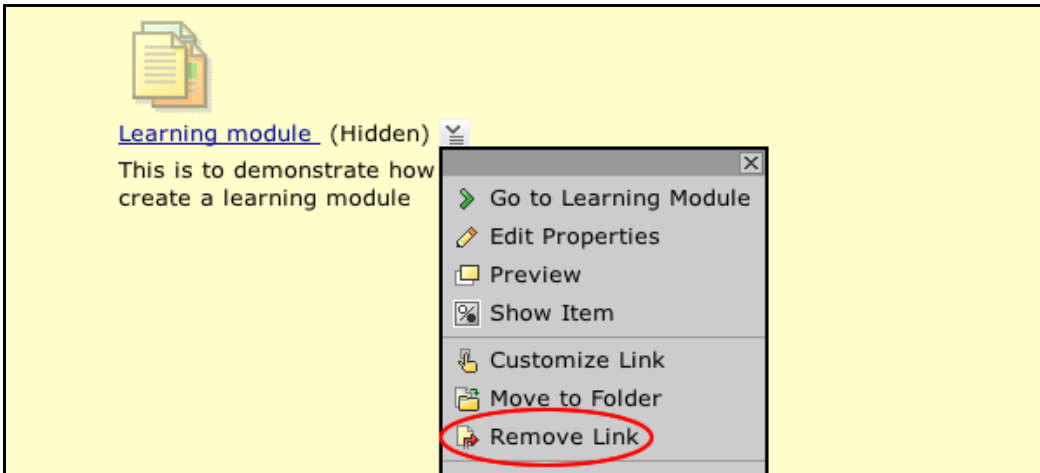 Learning module (Hidden)
This is to demonstrate how
create a learning module
Go to Learning Module
Edit Properties
Preview
Show Item
Customize Link
Move to Folder
Remove Link